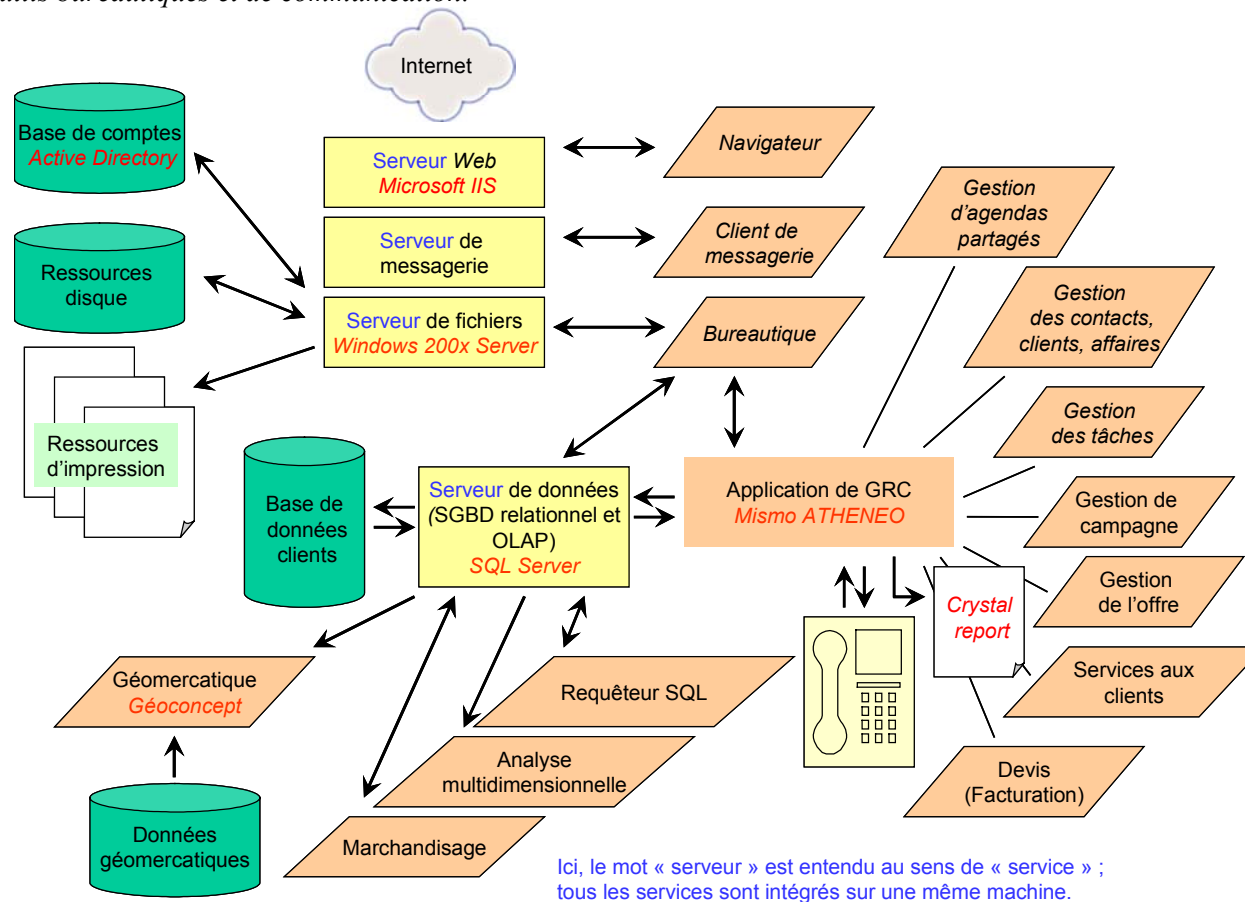 utils bureautiques et de communication.
Internet
Base de comptes
Active Directory
Serveur Web
Microsoft IIS
Navigateur
Gestion
d'agendas
partagés
Serveur de
messagerie
Client de
messagerie
Ressources
disque
Serveur de fichiers
Windows 200x Server
Bureautique
Gestion
des contacts,
clients, affaires
Ressources
d'impression
Gestion
des tâches
Base de
données
clients
Serveur de données
(SGBD relationnel et
OLAP)
SQL Server
Application de GRC
Mismo ATHENEO
Gestion de
campagne
Gestion
de l'offre
Crystal
report
Services aux
clients
Devis
(Facturation)
Géomercatique
Géoconcept
Requêteur SQL
Analyse
multidimensionnelle
Marchandisage
Données
géomercatiques
Ici, le mot « serveur » est entendu au sens de « service » ;
tous les services sont intégrés sur une même machine.